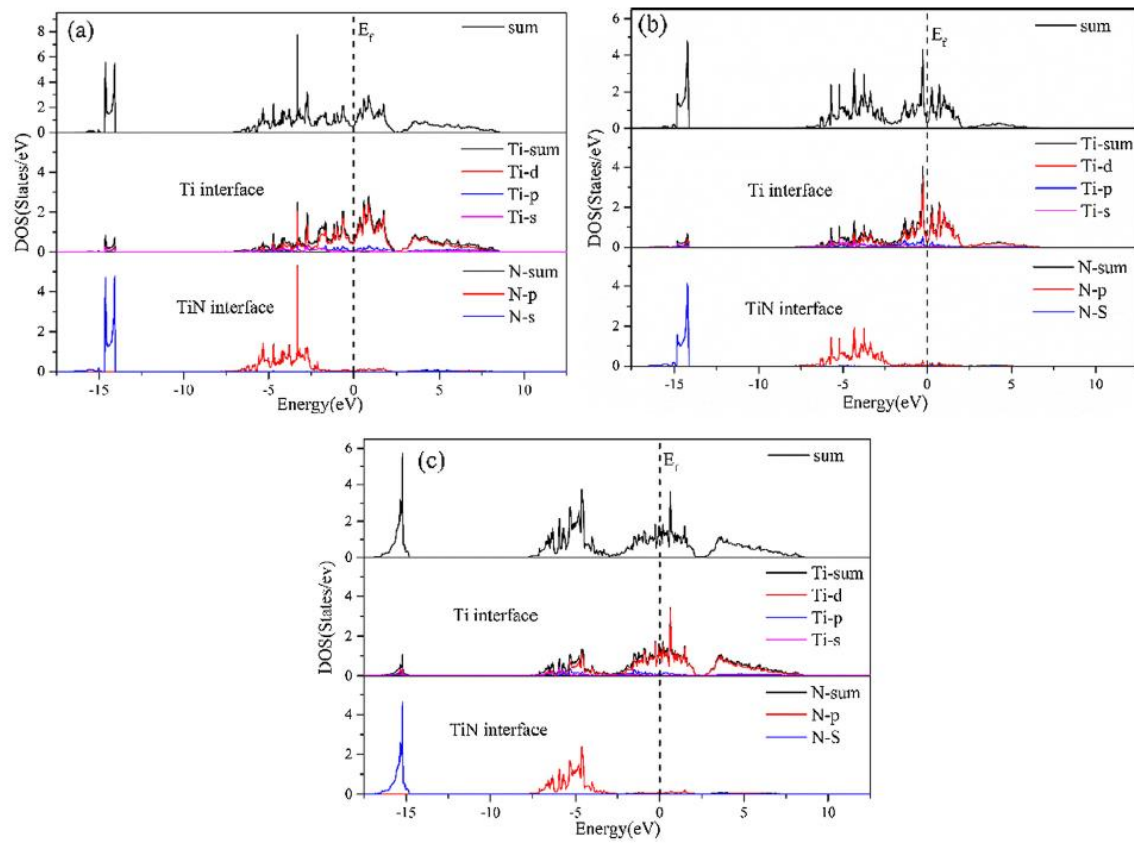 (a)
E_f
sum
8
6
4
2
0
Ti-sum
Ti-d
Ti-p
Ti-s
Ti interface
4
2
0
DOS(States/eV)
N-sum
N-p
N-s
TiN interface
4
2
0
-15 -10 -5 0 5 10
Energy(eV)
(b)
E_f
sum
6
4
2
0
Ti-sum
Ti-d
Ti-p
Ti-s
Ti interface
4
2
0
DOS(States/eV)
N-sum
N-p
N-S
TiN interface
4
2
0
-15 -10 -5 0 5 10
Energy(eV)
(c)
E_f
sum
6
4
2
0
Ti-sum
Ti-d
Ti-p
Ti-s
Ti interface
4
2
0
DOS(States/ev)
N-sum
N-p
N-S
TiN interface
4
2
0
-15 -10 -5 0 5 10
Energy(eV)